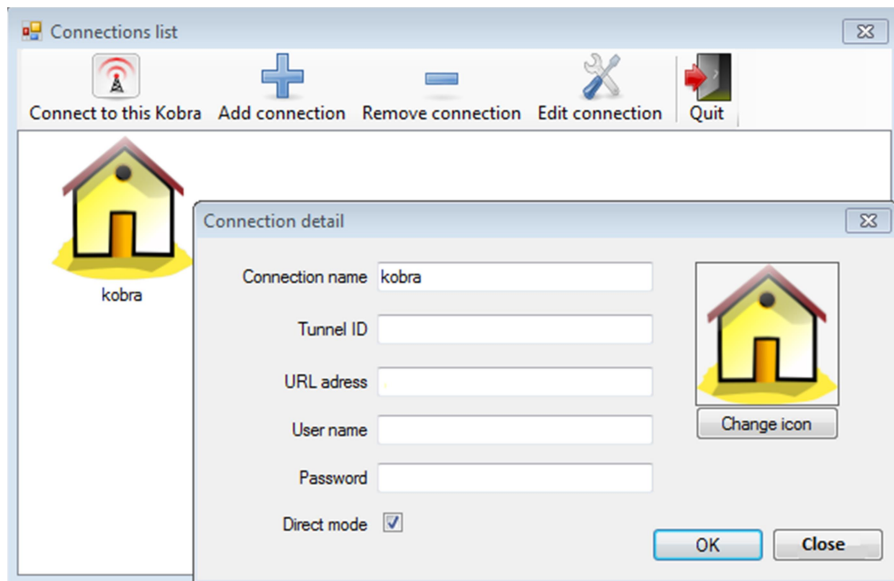 Connections list
Connect to this Kobra Add connection Remove connection Edit connection Quit
kobra
Connection detail
Connection name kobra
Tunnel ID
URL adress
User name
Change icon
Password
Direct mode
OK Close